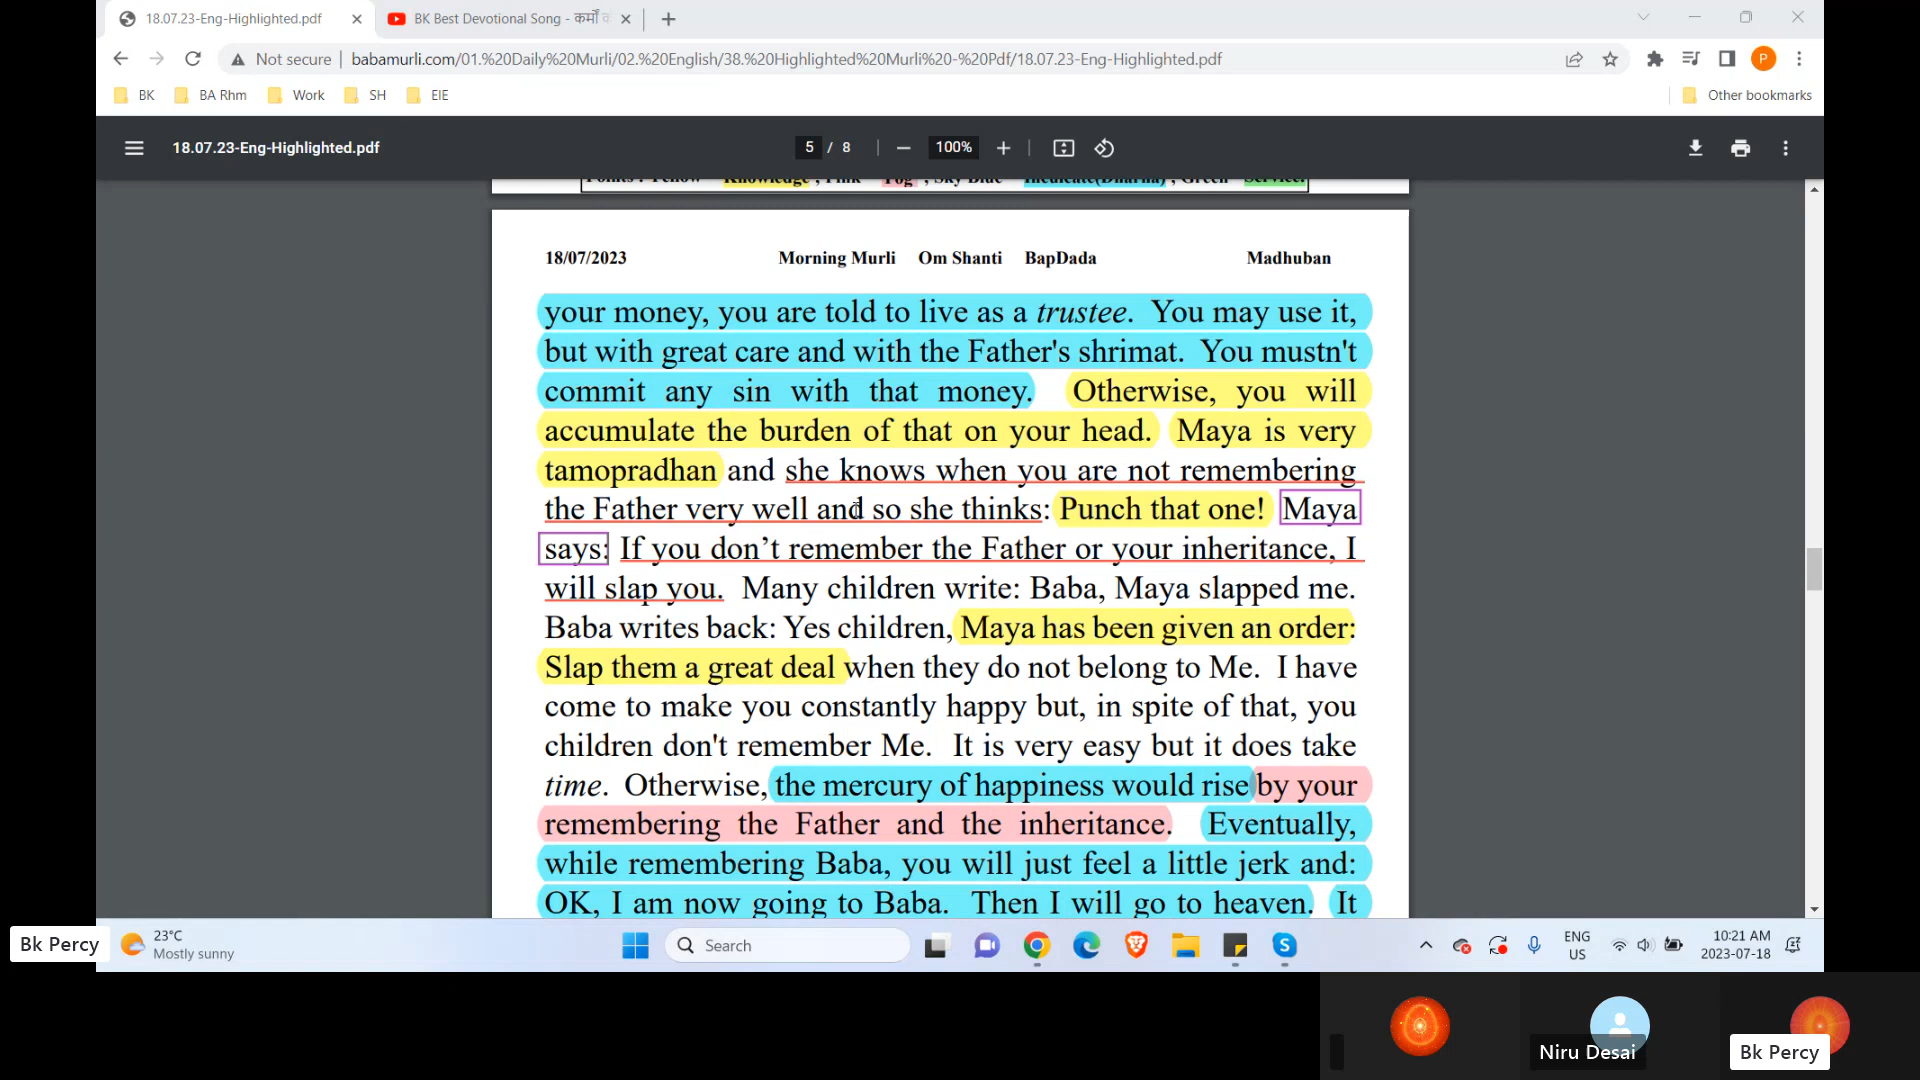 18.07.23-Eng-Highlighted.pdf
BK Best Devotional Song - कर्मों
Not secure
babamurli.com/01.%20Daily%20Murli/02.%20English/38.%20Highlighted%20Murli%20-%20Pdf/18.07.23-Eng-Highlighted.pdf
P
BK
BA Rhm
Work
SH
EIE
Other bookmarks
18.07.23-Eng-Highlighted.pdf
5 / 8
100%
18/07/2023 Morning Murli Om Shanti BapDada Madhuban
your money, you are told to live as a trustee. You may use it,
but with great care and with the Father's shrimat. You mustn't
commit any sin with that money. Otherwise, you will
accumulate the burden of that on your head. Maya is very
tamopradhan and she knows when you are not remembering
the Father very well and so she thinks: Punch that one! Maya
says: If you don’t remember the Father or your inheritance, I
will slap you. Many children write: Baba, Maya slapped me.
Baba writes back: Yes children, Maya has been given an order:
Slap them a great deal when they do not belong to Me. I have
come to make you constantly happy but, in spite of that, you
children don't remember Me. It is very easy but it does take
time. Otherwise, the mercury of happiness would rise by your
remembering the Father and the inheritance. Eventually,
while remembering Baba, you will just feel a little jerk and:
OK, I am now going to Baba. Then I will go to heaven. It
Bk Percy
23°C
Mostly sunny
Search
ENG
US
10:21 AM
2023-07-18
Niru Desai
Bk Percy